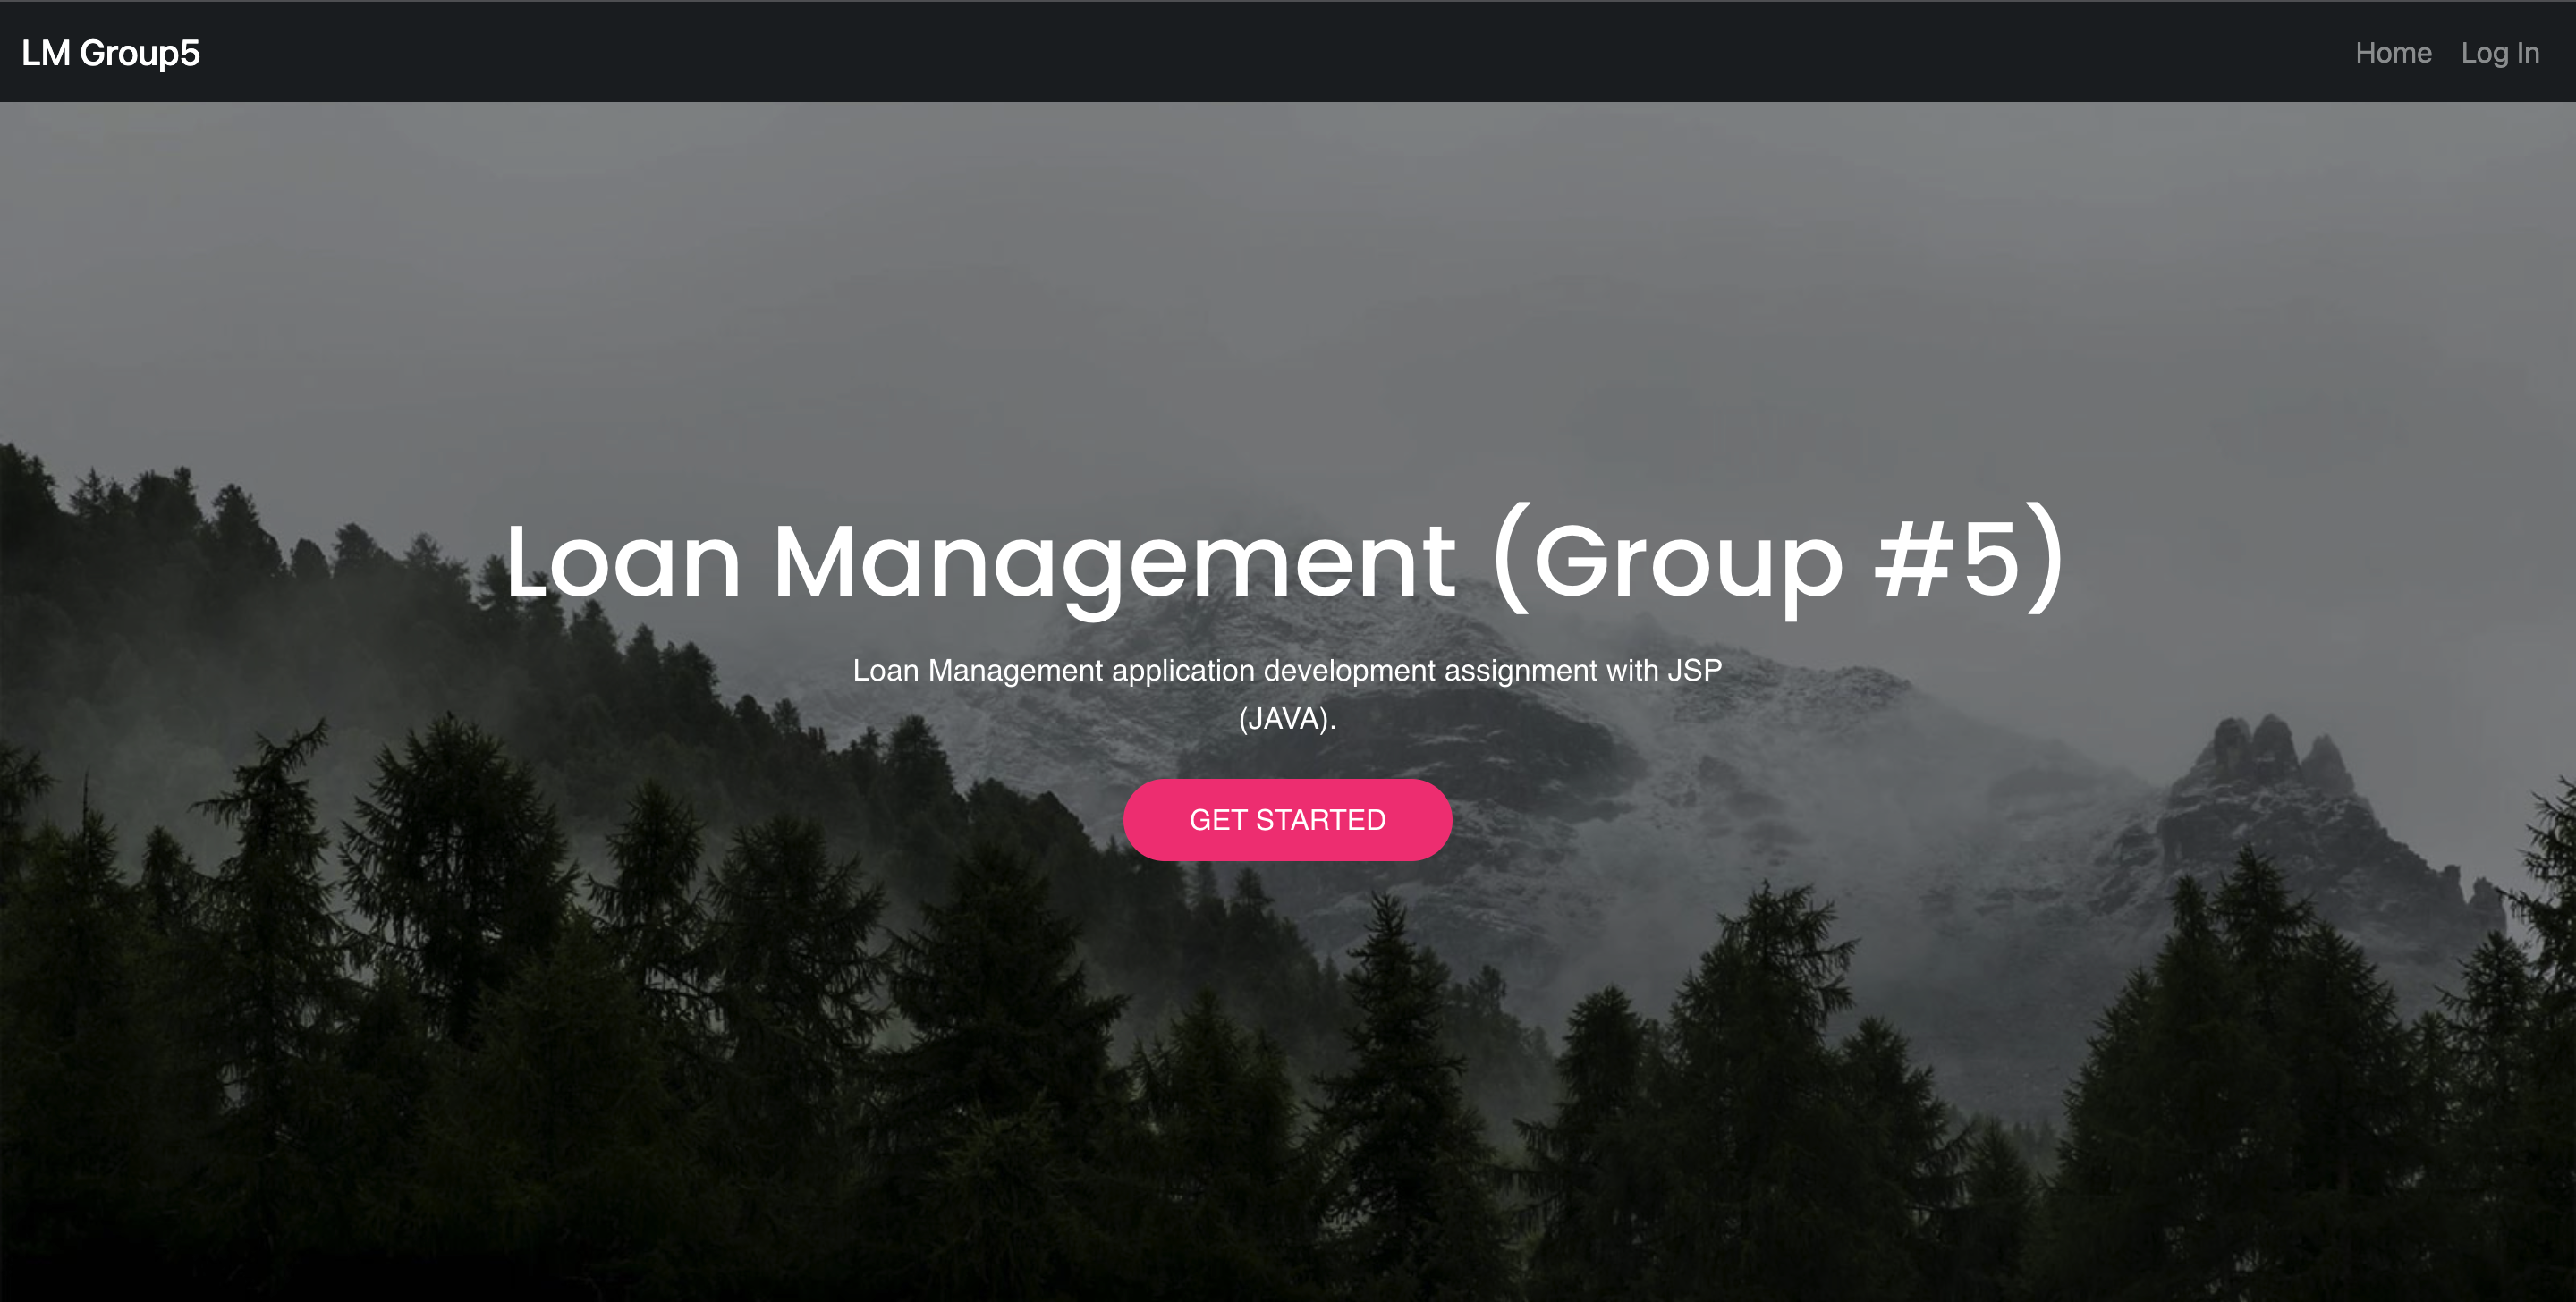 LM Group5
Home
Log In
Loan Management (Group #5)
Loan Management application development assignment with JSP
(JAVA).
GET STARTED